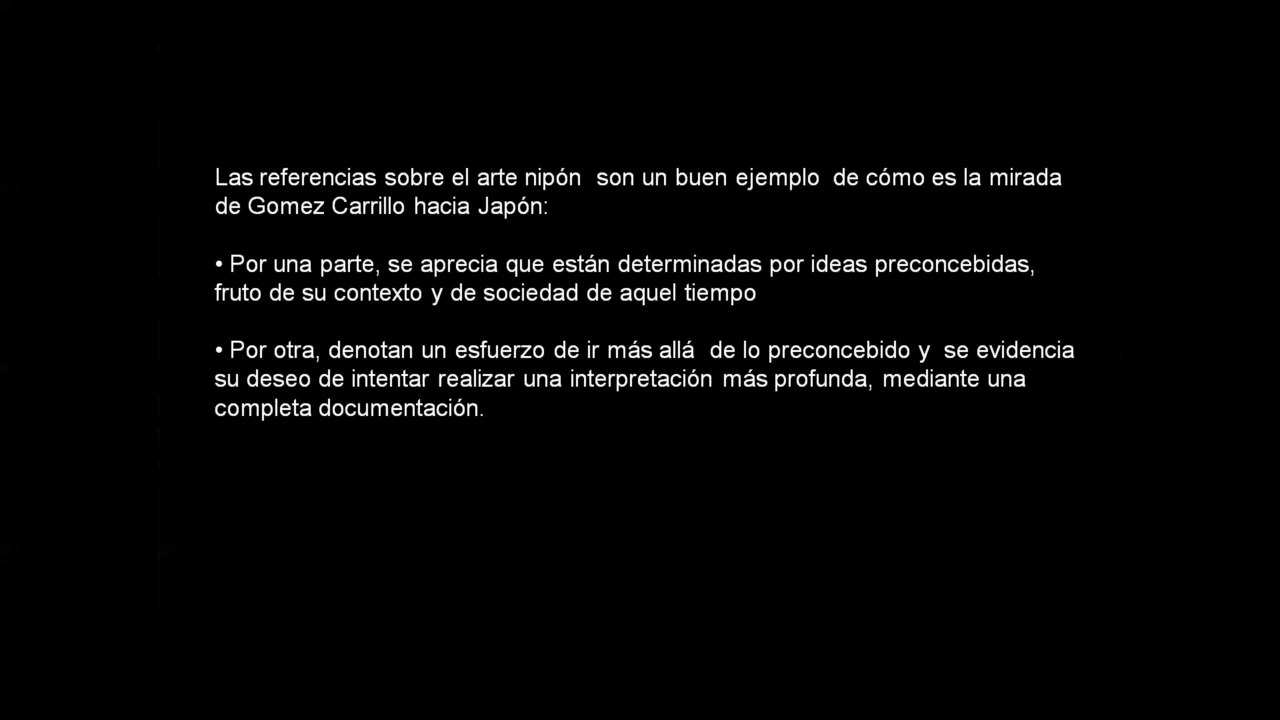 Las referencias sobre el arte nipón  son un buen ejemplo  de cómo es la mirada
de Gomez Carrillo hacia Japón:
• Por una parte, se aprecia que están determinadas por ideas preconcebidas,
fruto de su contexto y de sociedad de aquel tiempo
• Por otra, denotan un esfuerzo de ir más allá  de lo preconcebido y  se evidencia
su deseo de intentar realizar una interpretación más profunda, mediante una
completa documentación.